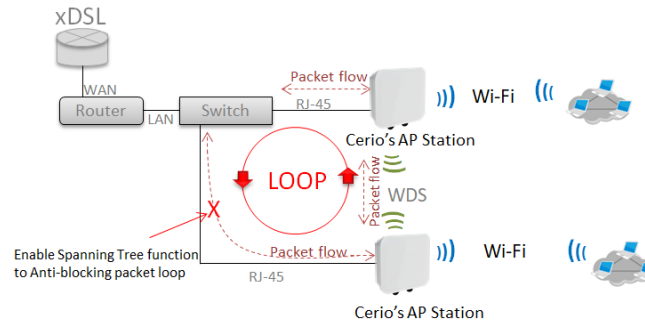 xDSL
WAN
Router
LAN
Switch
Packet flow
RJ-45
Wi-Fi
Cerio's AP Station
LOOP
Packet flow
WDS
X
Enable Spanning Tree function
to Anti-blocking packet loop
Packet flow
RJ-45
Wi-Fi
Cerio's AP Station